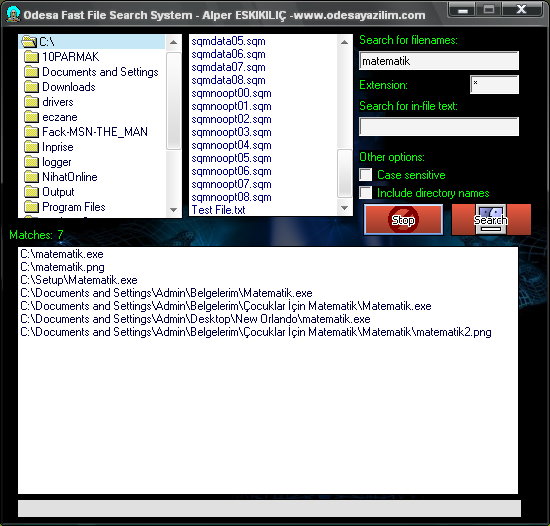 Odesa Fast File Search System - Alper ESKIKILIÇ -www.odesayazilim.com
C:\
10PARMAK
Documents and Settings
Downloads
drivers
eczane
Fack-MSN-THE_MAN
Inprise
logger
NihatOnline
Output
Program Files
sqmdata05.sqm
sqmdata06.sqm
sqmdata07.sqm
sqmdata08.sqm
sqmnoopt00.sqm
sqmnoopt01.sqm
sqmnoopt02.sqm
sqmnoopt03.sqm
sqmnoopt04.sqm
sqmnoopt05.sqm
sqmnoopt06.sqm
sqmnoopt07.sqm
sqmnoopt08.sqm
Test File.txt
Search for filenames:
matematik
Extension: *
Search for in-file text:
Other options:
Case sensitive
Include directory names
Stop
Search
Matches: 7
C:\matematik.exe
C:\matematik.png
C:\Setup\Matematik.exe
C:\Documents and Settings\Admin\Belgelerim\Matematik.exe
C:\Documents and Settings\Admin\Belgelerim\Çocuklar İçin Matematik\Matematik.exe
C:\Documents and Settings\Admin\Desktop\New Orlando\matematik.exe
C:\Documents and Settings\Admin\Belgelerim\Çocuklar İçin Matematik\Matematik\matematik2.png